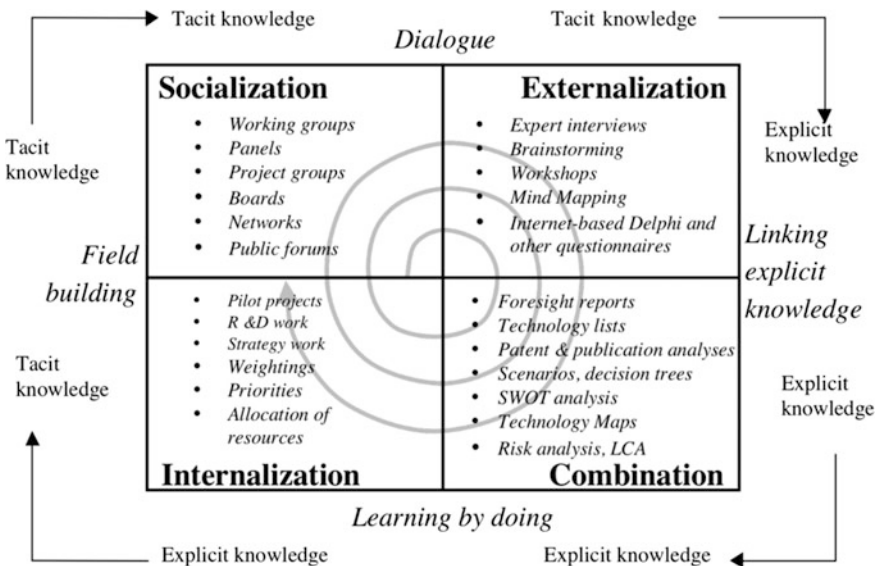 Tacit knowledge
Tacit knowledge
Dialogue
Socialization
• Working groups
• Panels
• Project groups
• Boards
• Networks
• Public forums
Externalization
• Expert interviews
• Brainstorming
• Workshops
• Mind Mapping
• Internet-based Delphi and
other questionnaires
Tacit
knowledge
Explicit
knowledge
Field
building
Linking
explicit
knowledge
• Pilot projects
• R &D work
• Strategy work
• Weightings
• Priorities
• Allocation of
resources
Internalization
• Foresight reports
• Technology lists
• Patent & publication analyses
• Scenarios, decision trees
• SWOT analysis
• Technology Maps
• Risk analysis, LCA
Combination
Tacit
knowledge
Explicit
knowledge
Learning by doing
Explicit knowledge
Explicit knowledge